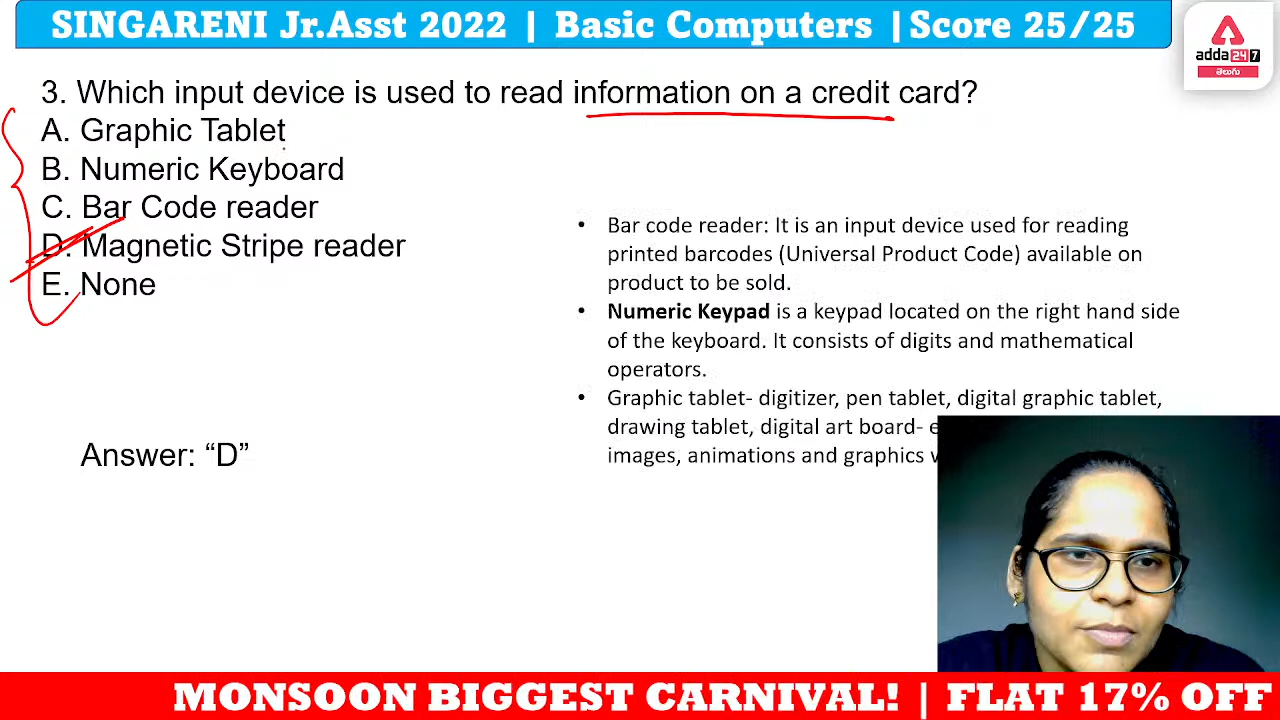 SINGARENI Jr.Asst 2022 | Basic Computers |Score 25/25
adda 24 7
తెలుగు
3. Which input device is used to read information on a credit card?
A. Graphic Tablet
B. Numeric Keyboard
C. Bar Code reader
D. Magnetic Stripe reader
E. None
• Bar code reader: It is an input device used for reading
printed barcodes (Universal Product Code) available on
product to be sold.
• Numeric Keypad is a keypad located on the right hand side
of the keyboard. It consists of digits and mathematical
operators.
• Graphic tablet- digitizer, pen tablet, digital graphic tablet,
drawing tablet, digital art board-
images, animations and graphics
Answer: “D”
MONSOON BIGGEST CARNIVAL! | FLAT 17% OFF